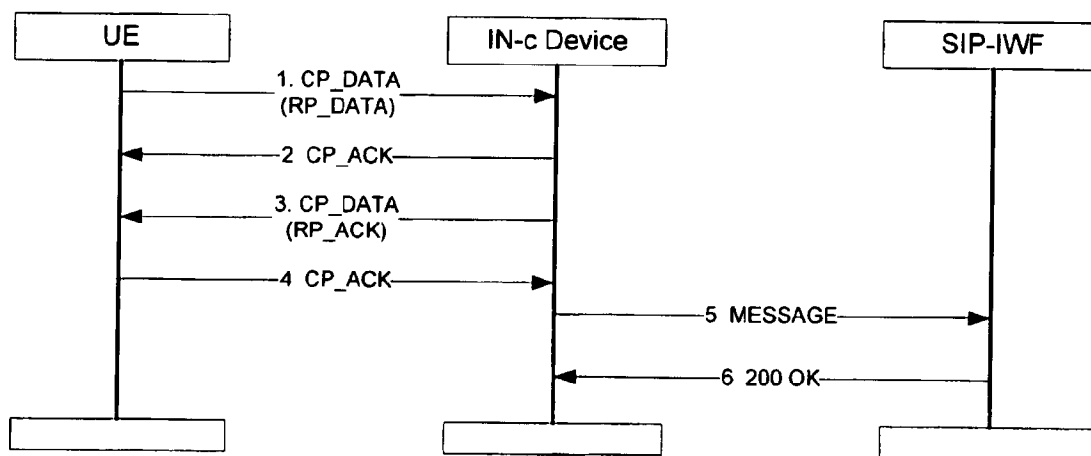 UE
IN-c Device
SIP-IWF
1. CP_DATA
(RP_DATA)
2 CP_ACK
3. CP_DATA
(RP_ACK)
4 CP_ACK
5 MESSAGE
6 200 OK